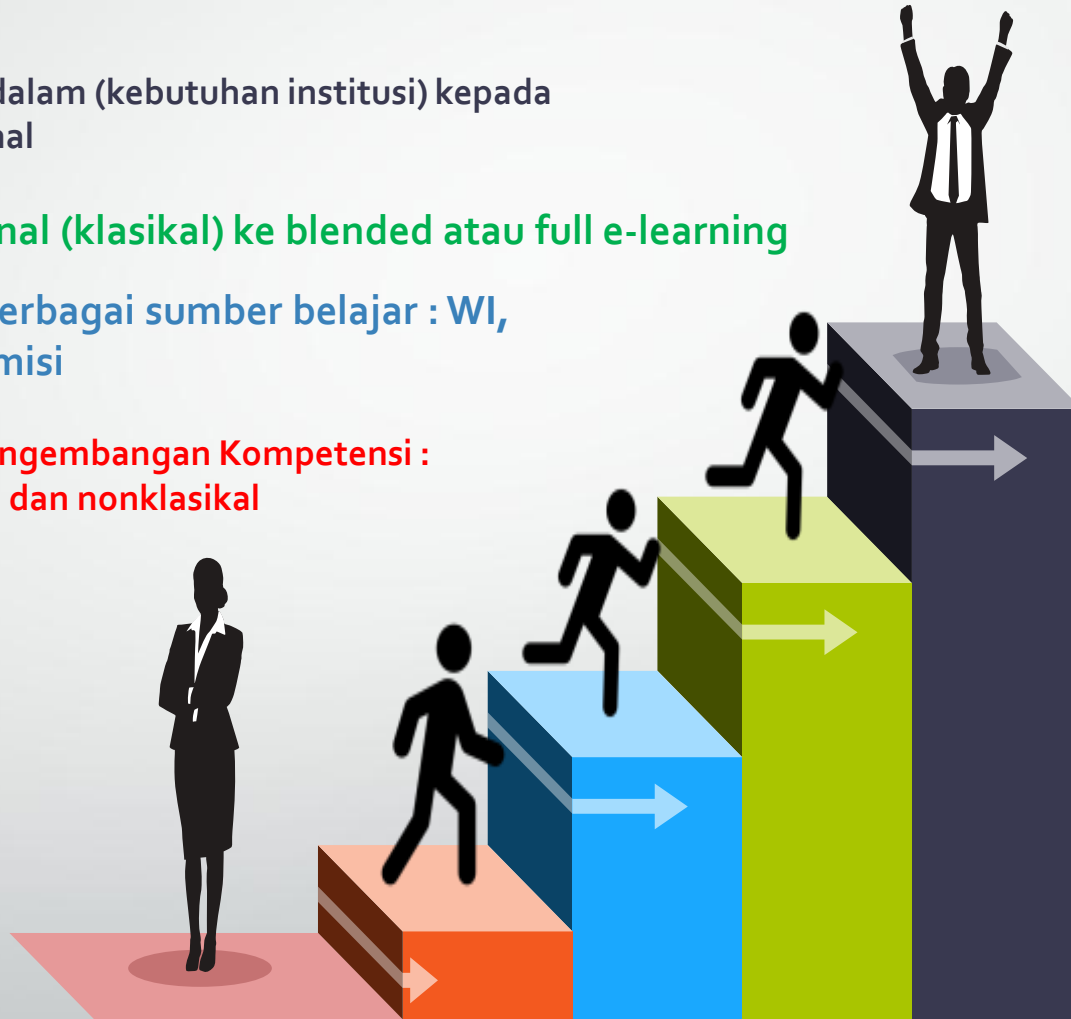 dalam (kebutuhan institusi) kepada
nal
nal (klasikal) ke blended atau full e-learning
erbagai sumber belajar : WI,
misi
ngembangan Kompetensi :
dan nonklasikal